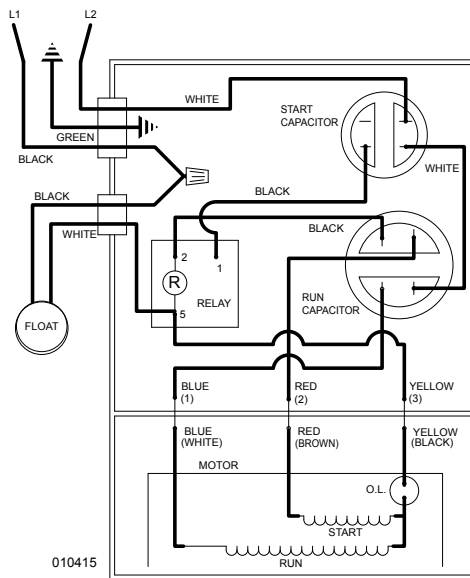 L1
L2
WHITE
START
CAPACITOR
GREEN
BLACK
WHITE
BLACK
BLACK
WHITE
BLACK
2
1
R
RELAY
5
RUN
CAPACITOR
FLOAT
BLUE
(1)
RED
(2)
YELLOW
(3)
BLUE
(WHITE)
RED
(BROWN)
YELLOW
(BLACK)
MOTOR
O.L.
START
RUN
010415